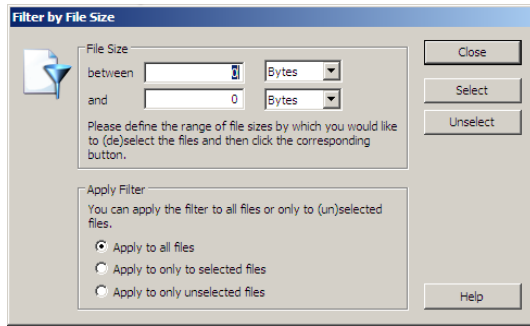 Filter by File Size
File Size
between 0 Bytes
and 0 Bytes
Please define the range of file sizes by which you would like
to (de)select the files and then click the corresponding
button.
Apply Filter
You can apply the filter to all files or only to (un)selected
files.
Apply to all files
Apply to only to selected files
Apply to only unselected files
Close
Select
Unselect
Help